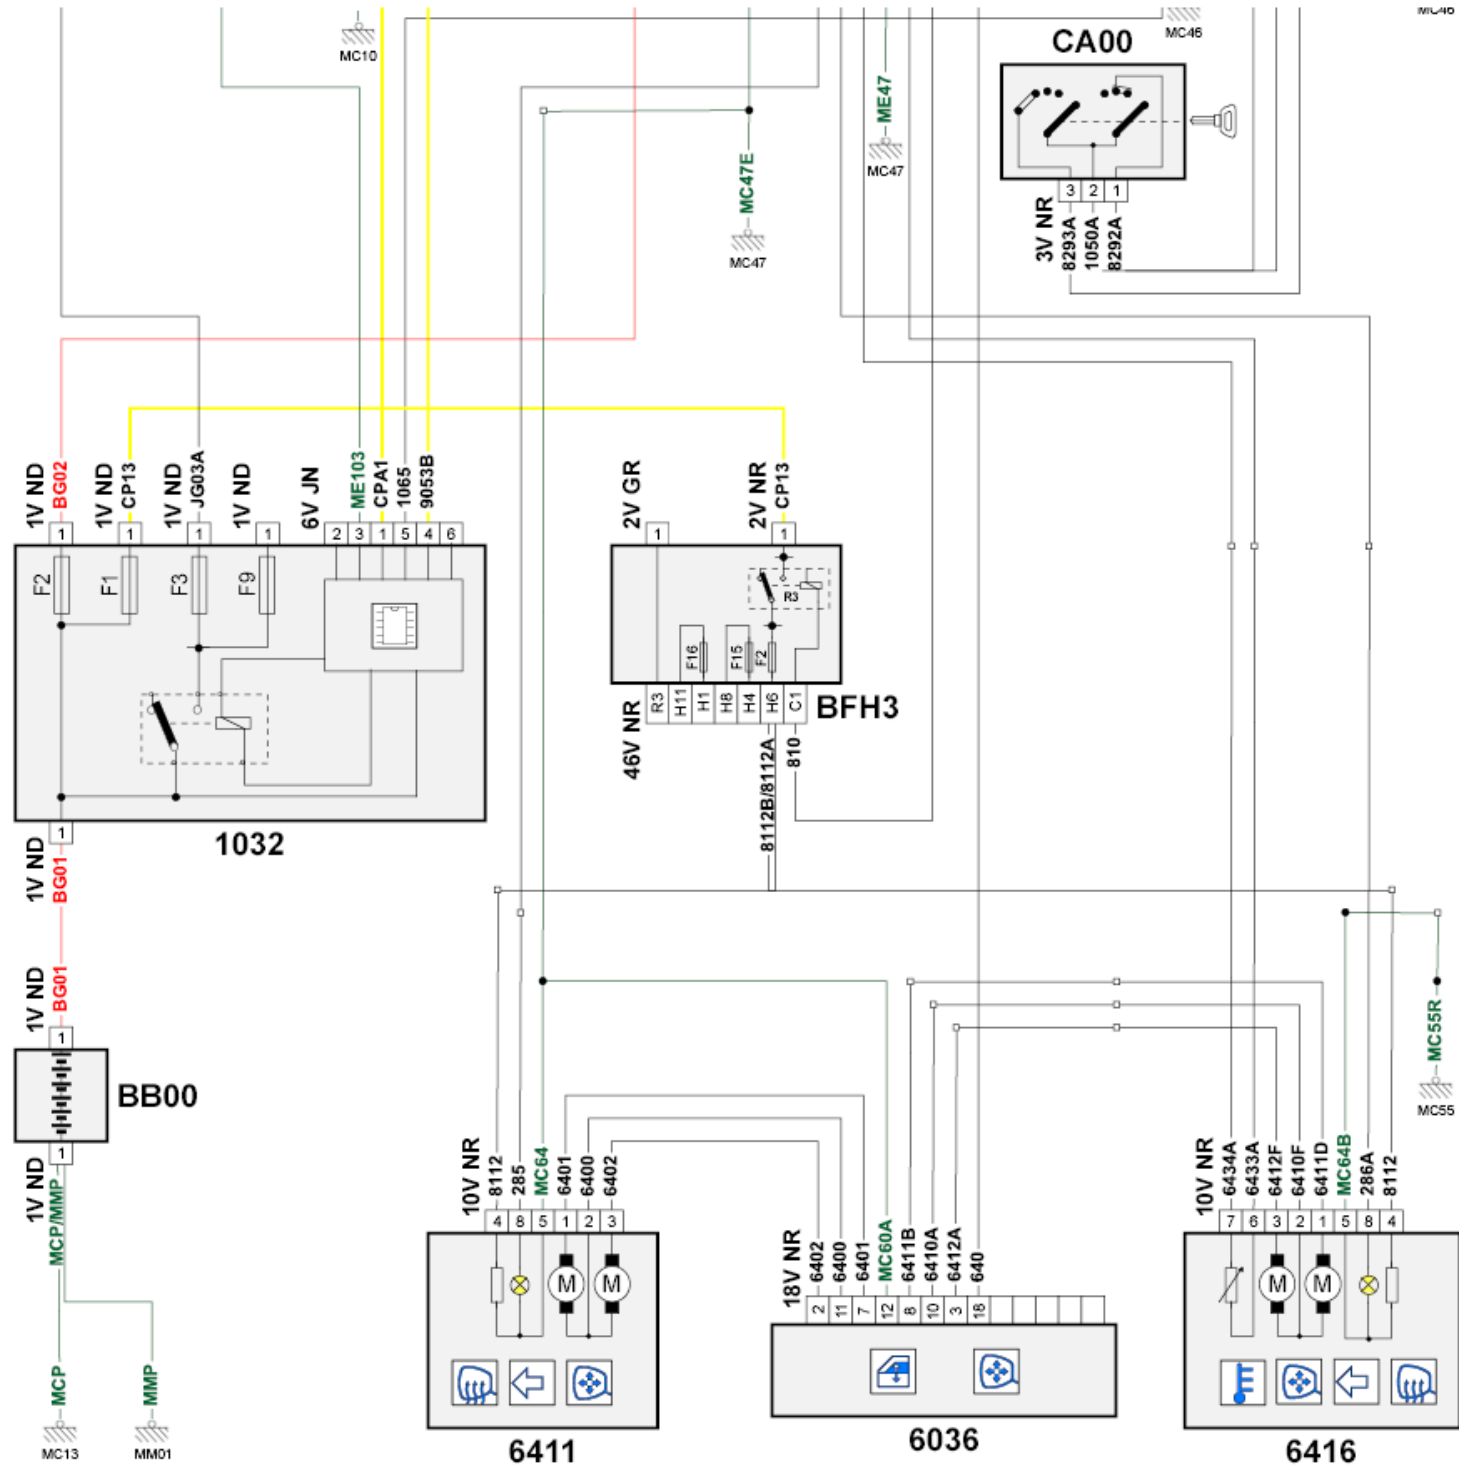 MC10
MC46
CA00
ME47
MC47
MC47E
MC47
3 2 1
3V NR
8293A
1050A
8292A
1V ND
BG02
1V ND
CP13
1V ND
JG03A
1V ND
6V JN
ME103
CPA1
1065
9053B
2V GR
2V NR
CP13
1 1 1 1 2 3 1 5 4 6
1 1
F2
F1
F3
F9
R3
F16
F15
F2
R3
H11
H1
H8
H4
H6
C1
BFH3
46V NR
8112B/8112A
810
1032
1
1V ND
BG01
1V ND
BG01
1
BB00
1
1V ND
MCP/MMP
MCP
MMP
MC13
MM01
10V NR
8112
285
MC64
6401
6400
6402
4 8 5 1 2 3
M M
6411
18V NR
6402
6400
6401
MC60A
6411B
6410A
6412A
640
2 11 7 12 8 10 3 18
6036
10V NR
6434A
6433A
6412F
6410F
6411D
MC64B
286A
8112
7 6 3 2 1 5 8 4
M M
6416
MC55R
MC55